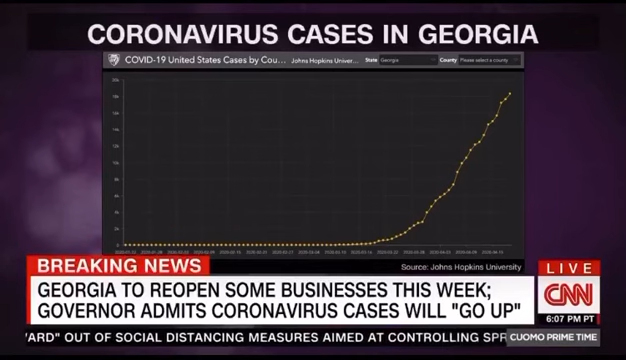 CORONAVIRUS CASES IN GEORGIA
COVID-19 United States Cases by Cou... Johns Hopkins Univer... State Georgia County Please select a county
Source: Johns Hopkins University
BREAKING NEWS
LIVE
GEORGIA TO REOPEN SOME BUSINESSES THIS WEEK;
GOVERNOR ADMITS CORONAVIRUS CASES WILL "GO UP"
CNN
6:07 PM PT
"ARD" OUT OF SOCIAL DISTANCING MEASURES AIMED AT CONTROLLING SPR
CUOMO PRIME TIME